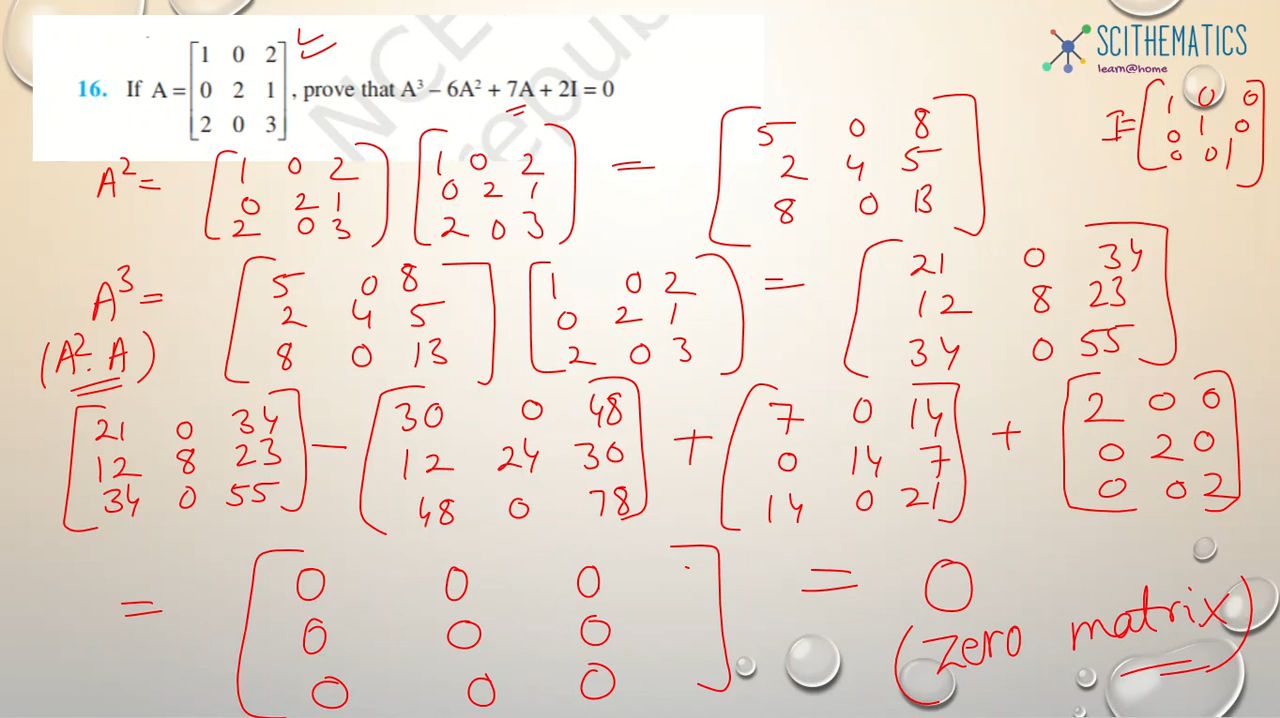 SCITHEMATICS
learn@home
NCE
republ
16. If A = [1 0 2
0 2 1
2 0 3], prove that A³ – 6A² + 7A + 2I = 0
I = [1 0 0
0 1 0
0 0 1]
A² = [1 0 2
0 2 1
2 0 3] [1 0 2
0 2 1
2 0 3] = [5 0 8
2 4 5
8 0 13]
A³ = [5 0 8
2 4 5
8 0 13] [1 0 2
0 2 1
2 0 3] = [21 0 34
12 8 23
34 0 55]
(A². A)
[21 0 34
12 8 23
34 0 55] – [30 0 48
12 24 30
48 0 78] + [7 0 14
0 14 7
14 0 21] + [2 0 0
0 2 0
0 0 2]
= [0 0 0
0 0 0
0 0 0] = 0
(zero matrix)